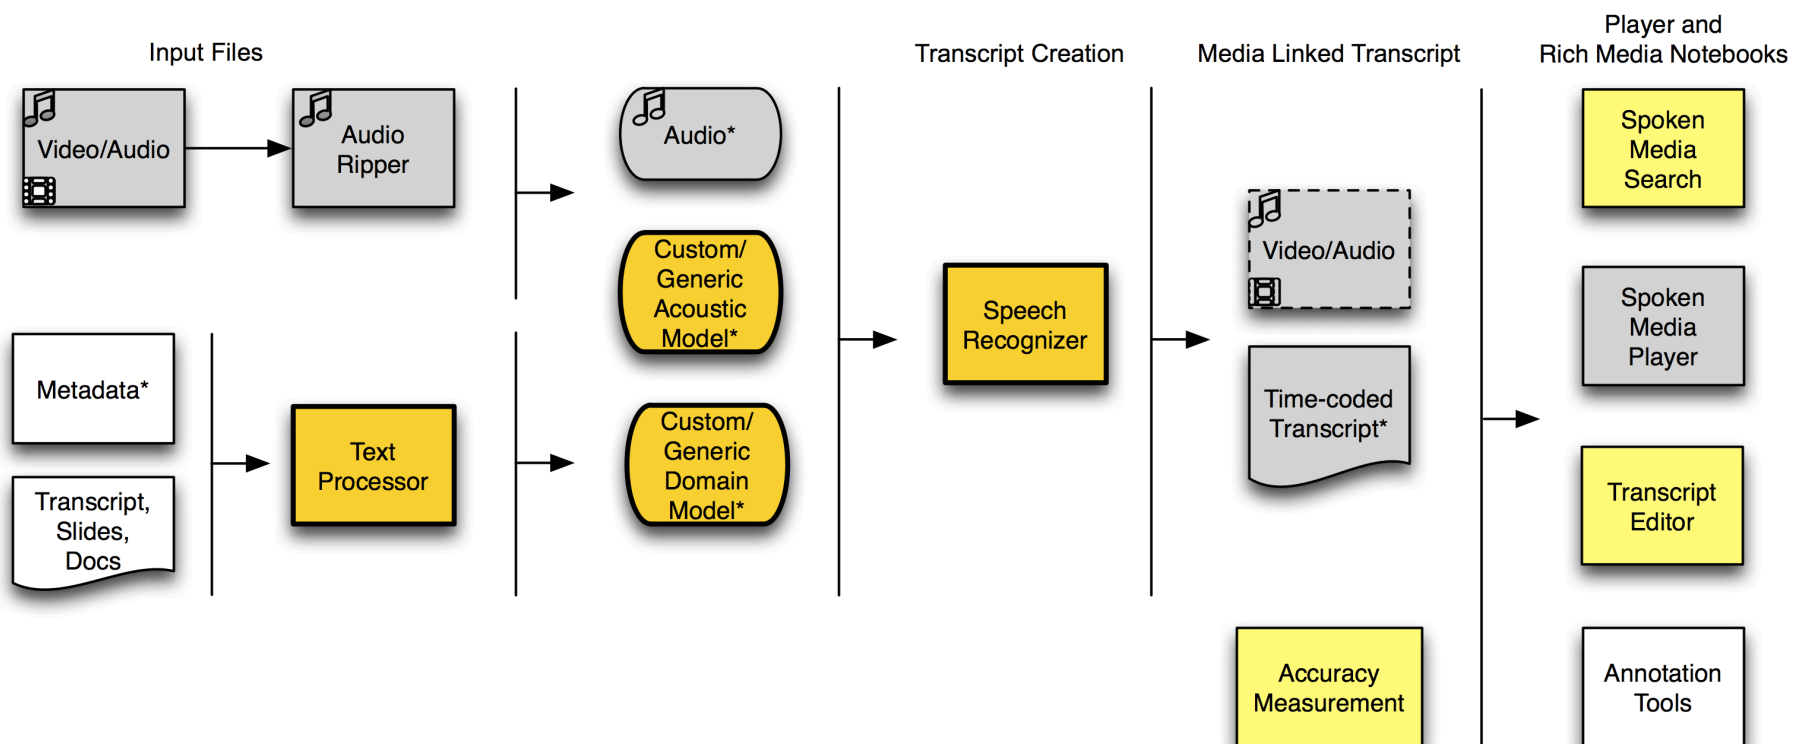 Input Files
Transcript Creation
Media Linked Transcript
Player and
Rich Media Notebooks
Video/Audio
Audio
Ripper
Metadata*
Transcript,
Slides,
Docs
Text
Processor
Audio*
Custom/
Generic
Acoustic
Model*
Custom/
Generic
Domain
Model*
Speech
Recognizer
Video/Audio
Time-coded
Transcript*
Accuracy
Measurement
Spoken
Media
Search
Spoken
Media
Player
Transcript
Editor
Annotation
Tools